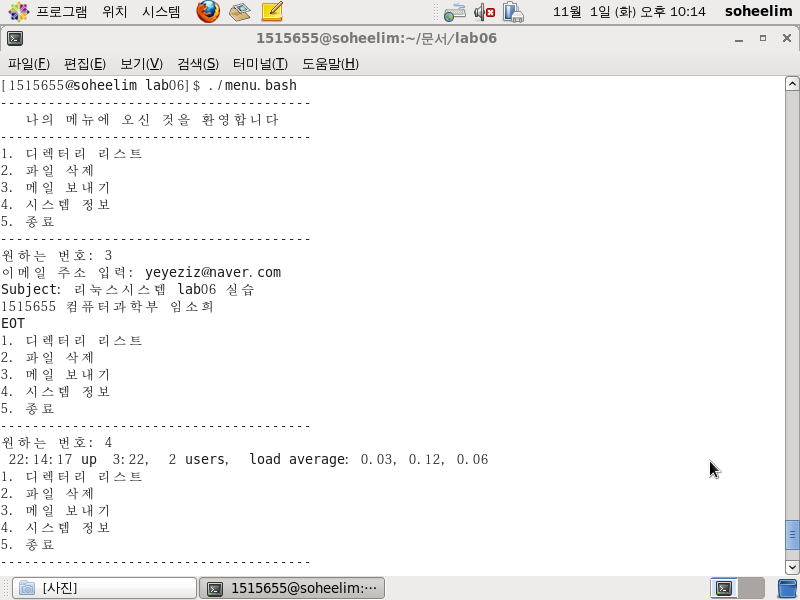 프로그램 위치 시스템 11월 1일 (화) 오후 10:14 soheelim
1515655@soheelim:~/문서/lab06
파일(F) 편집(E) 보기(V) 검색(S) 터미널(T) 도움말(H)
[1515655@soheelim lab06]$ ./menu.bash
---------------------------------------
나의 메뉴에 오신 것을 환영합니다
---------------------------------------
1. 디렉터리 리스트
2. 파일 삭제
3. 메일 보내기
4. 시스템 정보
5. 종료
---------------------------------------
원하는 번호: 3
이메일 주소 입력: yeyeziz@naver.com
Subject: 리눅스시스템 lab06 실습
1515655 컴퓨터과학부 임소희
EOT
1. 디렉터리 리스트
2. 파일 삭제
3. 메일 보내기
4. 시스템 정보
5. 종료
---------------------------------------
원하는 번호: 4
22:14:17 up 3:22, 2 users, load average: 0.03, 0.12, 0.06
1. 디렉터리 리스트
2. 파일 삭제
3. 메일 보내기
4. 시스템 정보
5. 종료
---------------------------------------
[사진] 1515655@soheelim:···